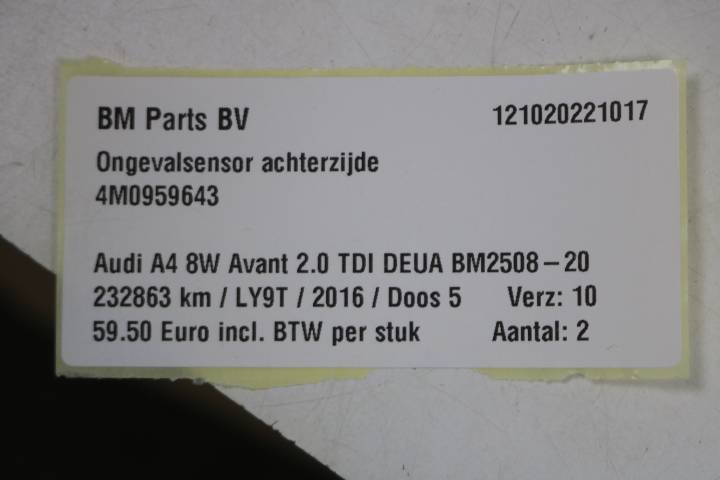 BM Parts BV 121020221017
Ongevalsensor achterzijde
4M0959643
Audi A4 8W Avant 2.0 TDI DEUA BM2508-20
232863 km / LY9T / 2016 / Doos 5 Verz: 10
59.50 Euro incl. BTW per stuk Aantal: 2